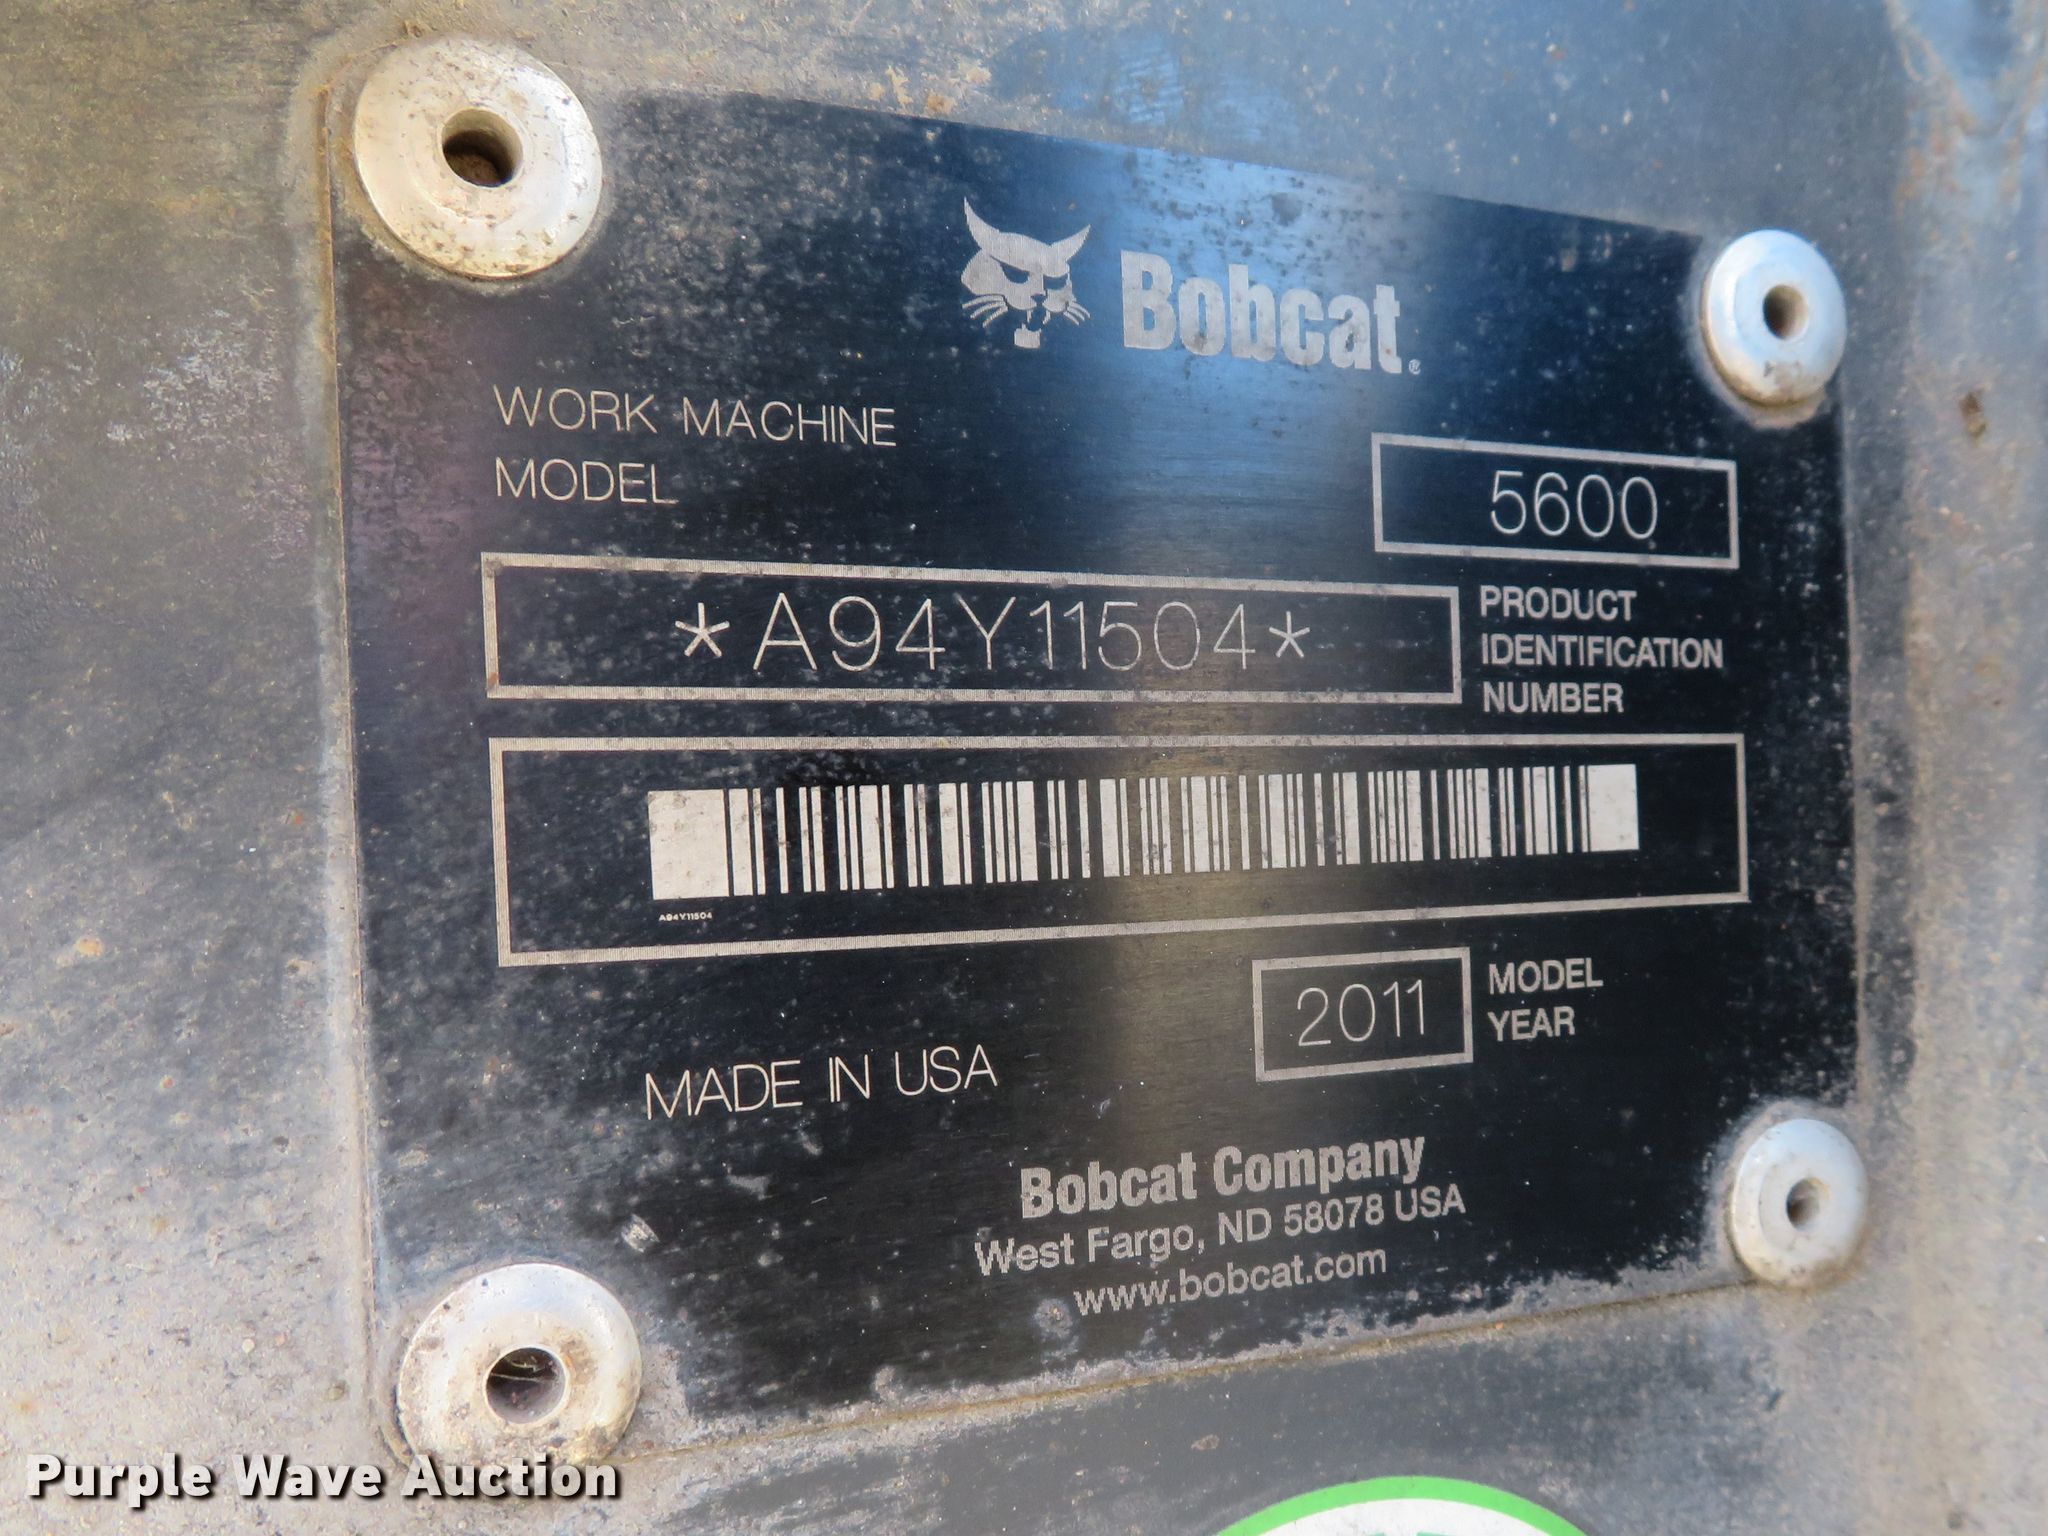 Bobcat®
WORK MACHINE
MODEL
5600
*A94Y11504*
PRODUCT
IDENTIFICATION
NUMBER
A94Y11504
2011
MODEL
YEAR
MADE IN USA
Bobcat Company
West Fargo, ND 58078 USA
www.bobcat.com
Purple Wave Auction